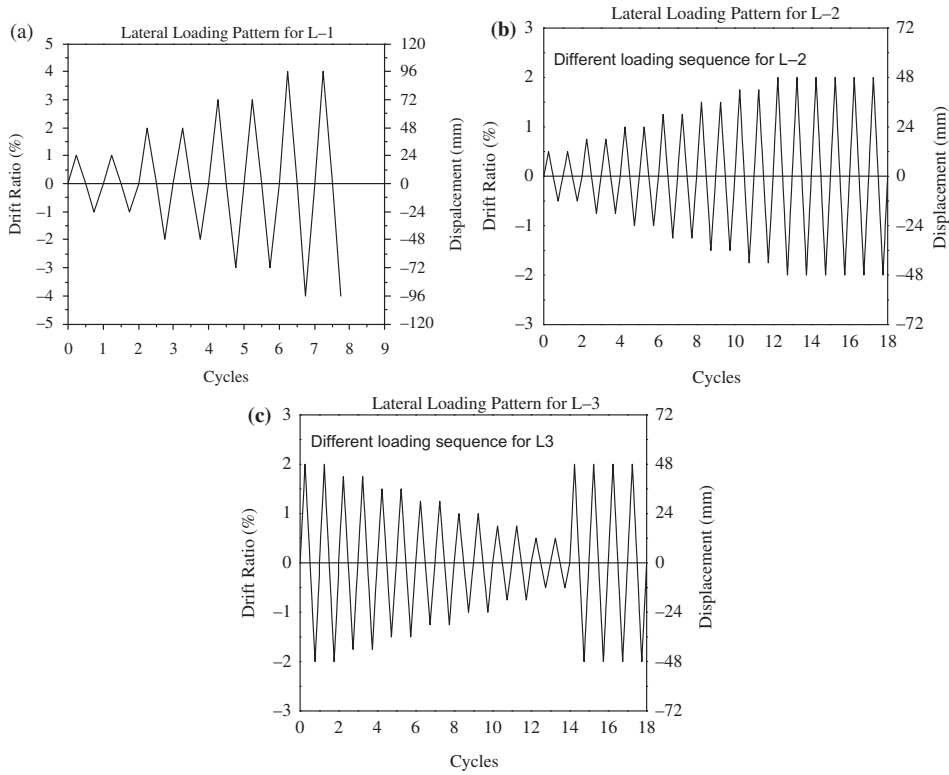 (a)
Lateral Loading Pattern for L–1
5
4
3
2
1
0
–1
–2
–3
–4
–5
Drift Ratio (%)
120
96
72
48
24
0
–24
–48
–72
–96
–120
Dispalcement (mm)
0 1 2 3 4 5 6 7 8 9
Cycles
(b)
Lateral Loading Pattern for L–2
Different loading sequence for L–2
3
2
1
0
–1
–2
–3
Drift Ratio (%)
72
48
24
0
–24
–48
–72
Displacement (mm)
0 2 4 6 8 10 12 14 16 18
Cycles
(c)
Lateral Loading Pattern for L–3
Different loading sequence for L3
3
2
1
0
–1
–2
–3
Drift Ratio (%)
72
48
24
0
–24
–48
–72
Displacement (mm)
0 2 4 6 8 10 12 14 16 18
Cycles